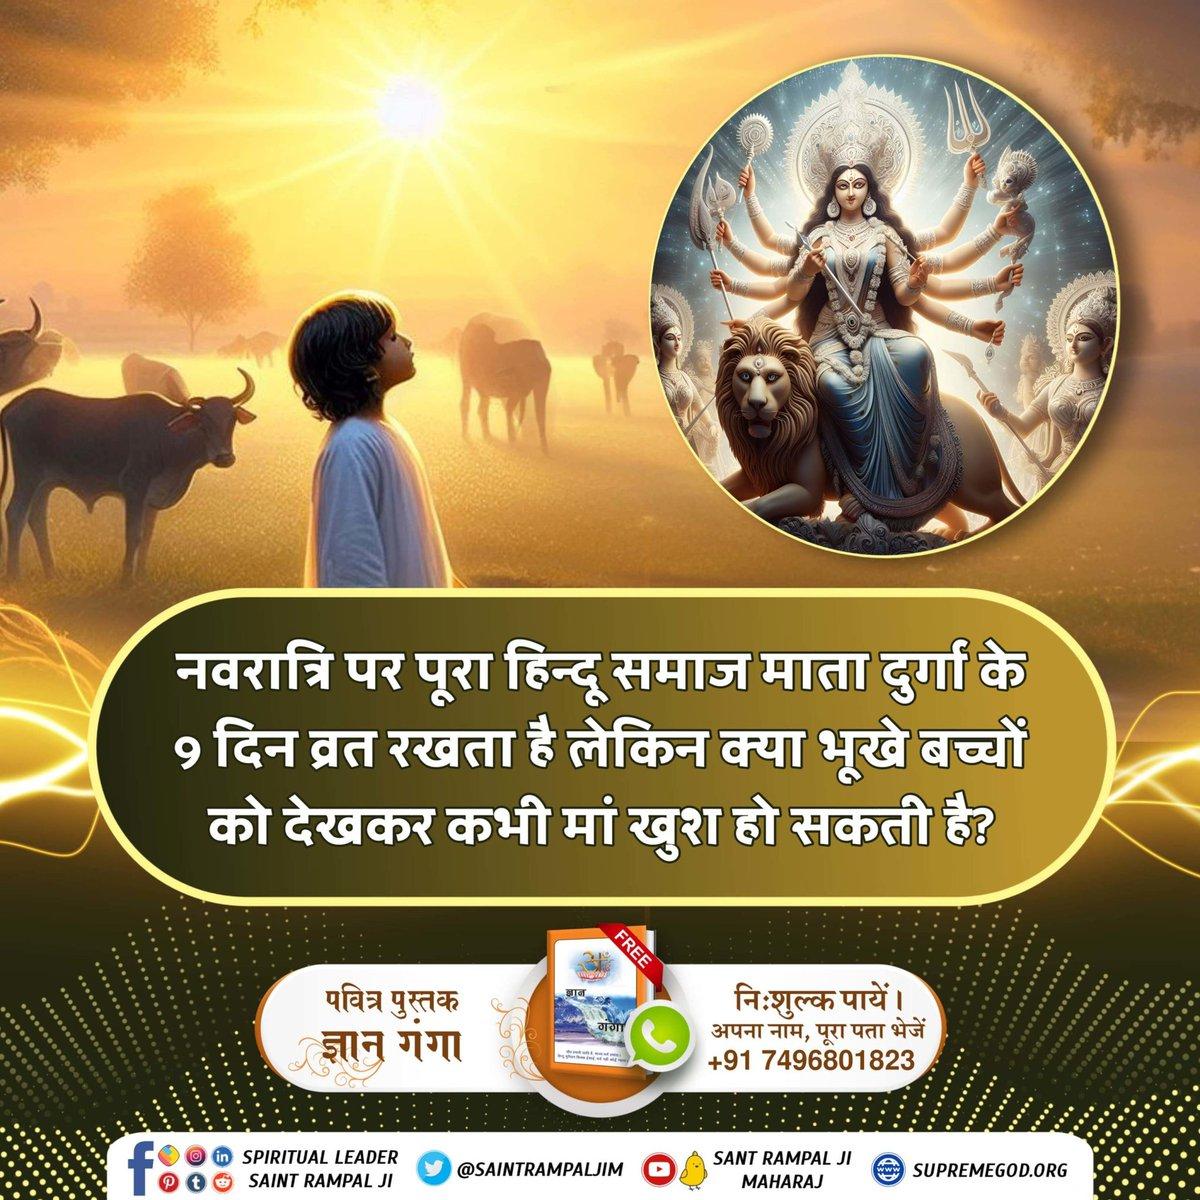 नवरात्रि पर पूरा हिन्दू समाज माता दुर्गा के
9 दिन व्रत रखता है लेकिन क्या भूखे बच्चों
को देखकर कभी मां खुश हो सकती है?
पवित्र पुस्तक
ज्ञान गंगा
FREE
ज्ञान
गंगा
नि:शुल्क पायें।
अपना नाम, पूरा पता भेजें
+91 7496801823
SPIRITUAL LEADER
SAINT RAMPAL JI
@SAINTRAMPALJIM
SANT RAMPAL JI
MAHARAJ
SUPREMEGOD.ORG